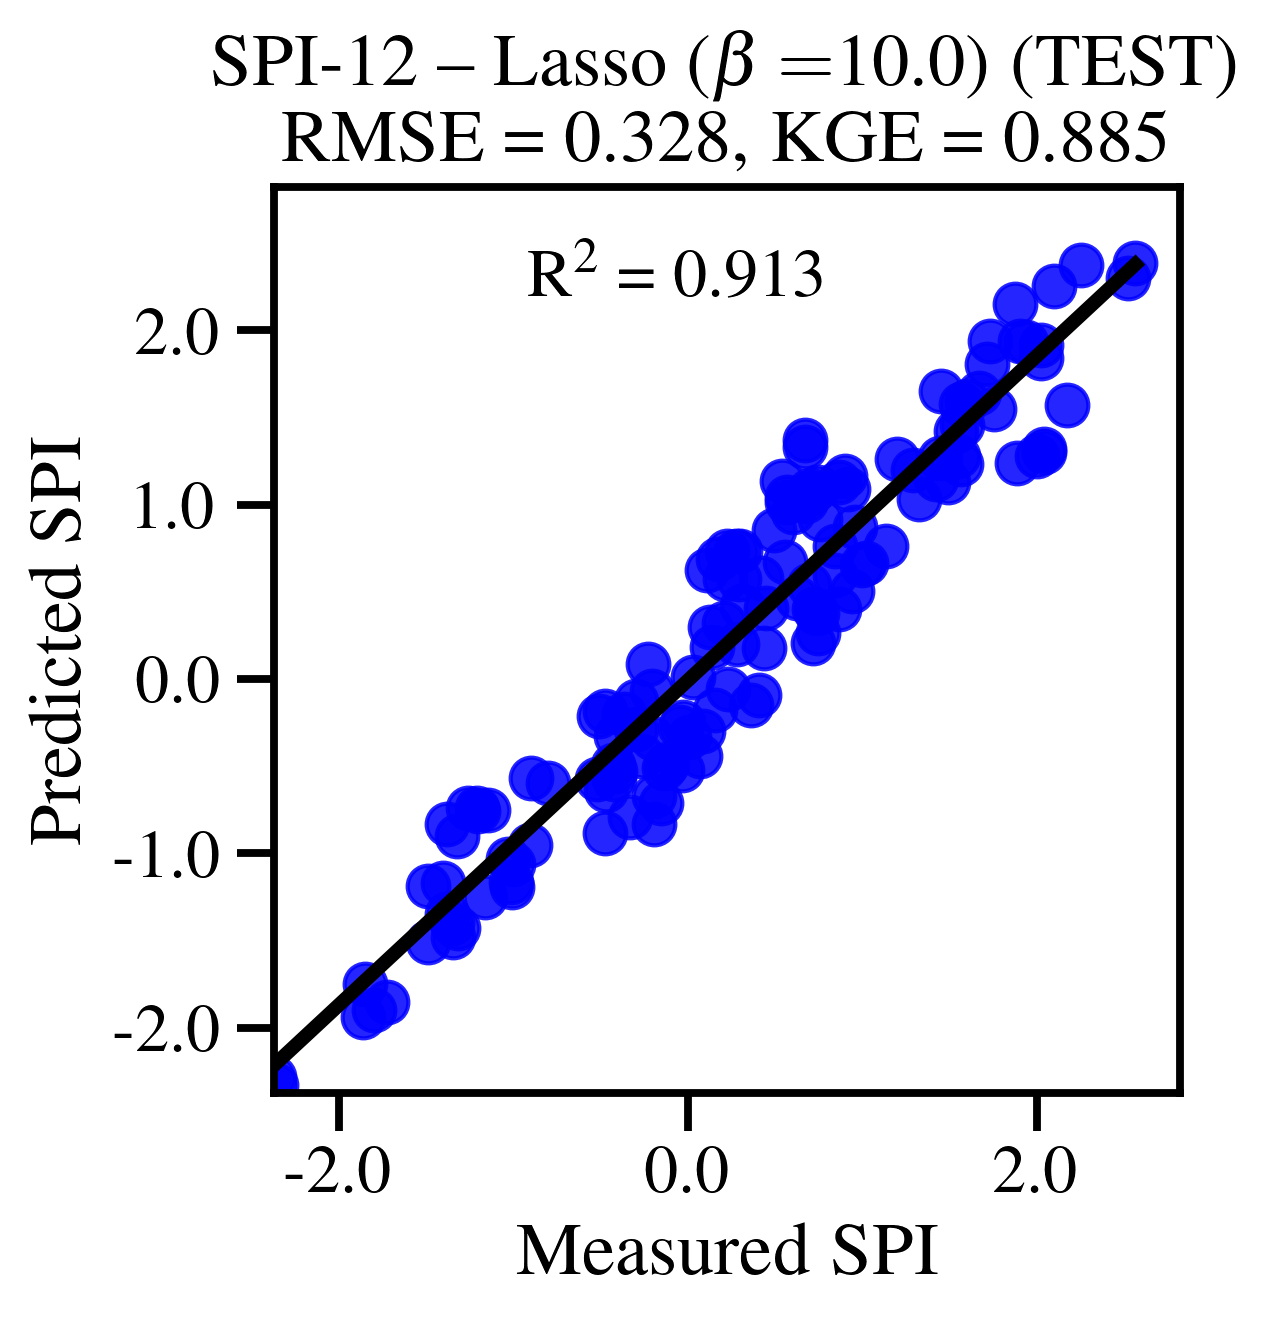 SPI-12 – Lasso (β =10.0) (TEST)
RMSE = 0.328, KGE = 0.885
R² = 0.913
2.0
1.0
0.0
-1.0
-2.0
Predicted SPI
-2.0 0.0 2.0
Measured SPI